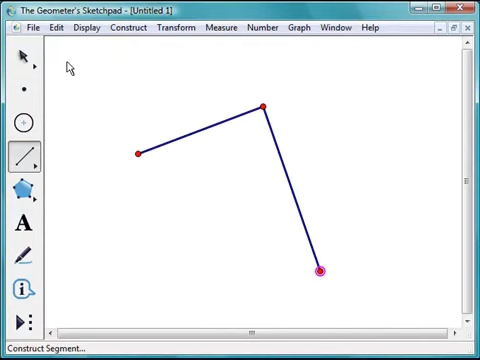 The Geometer's Sketchpad - [Untitled 1]
File Edit Display Construct Transform Measure Number Graph Window Help
A
Construct Segment...